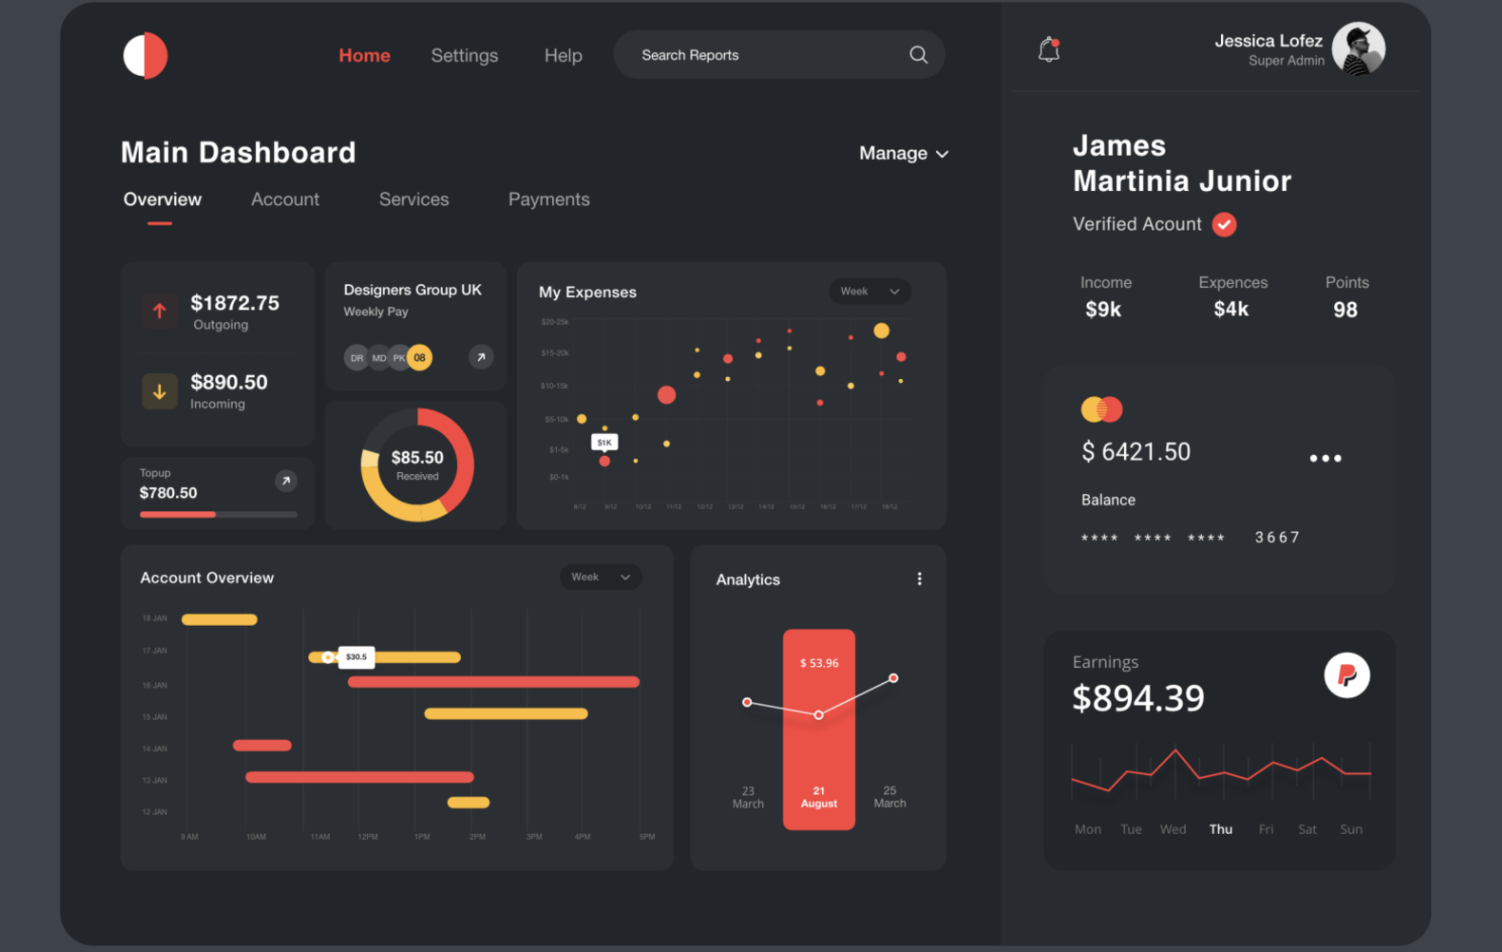 Home Settings Help Search Reports
Jessica Lofez
Super Admin
Main Dashboard
Manage
Overview Account Services Payments
$1872.75
Outgoing
$890.50
Incoming
Topup
$780.50
Designers Group UK
Weekly Pay
DR MD PK 08
$85.50
Received
My Expenses
Week
$20-25k
$15-20k
$10-15k
$5-10k
$1-5k
$0-1k
$1K
8/12 9/12 10/12 11/12 12/12 13/12 14/12 15/12 16/12 17/12 18/12
Account Overview
Week
18 JAN
17 JAN
$30.5
16 JAN
15 JAN
14 JAN
13 JAN
12 JAN
9 AM 10AM 11AM 12PM 1PM 2PM 3PM 4PM 5PM
Analytics
$ 53.96
23 March
21 August
25 March
James
Martinia Junior
Verified Acount
Income Expences Points
$9k $4k 98
$ 6421.50
Balance
**** **** **** 3667
Earnings
$894.39
Mon Tue Wed Thu Fri Sat Sun